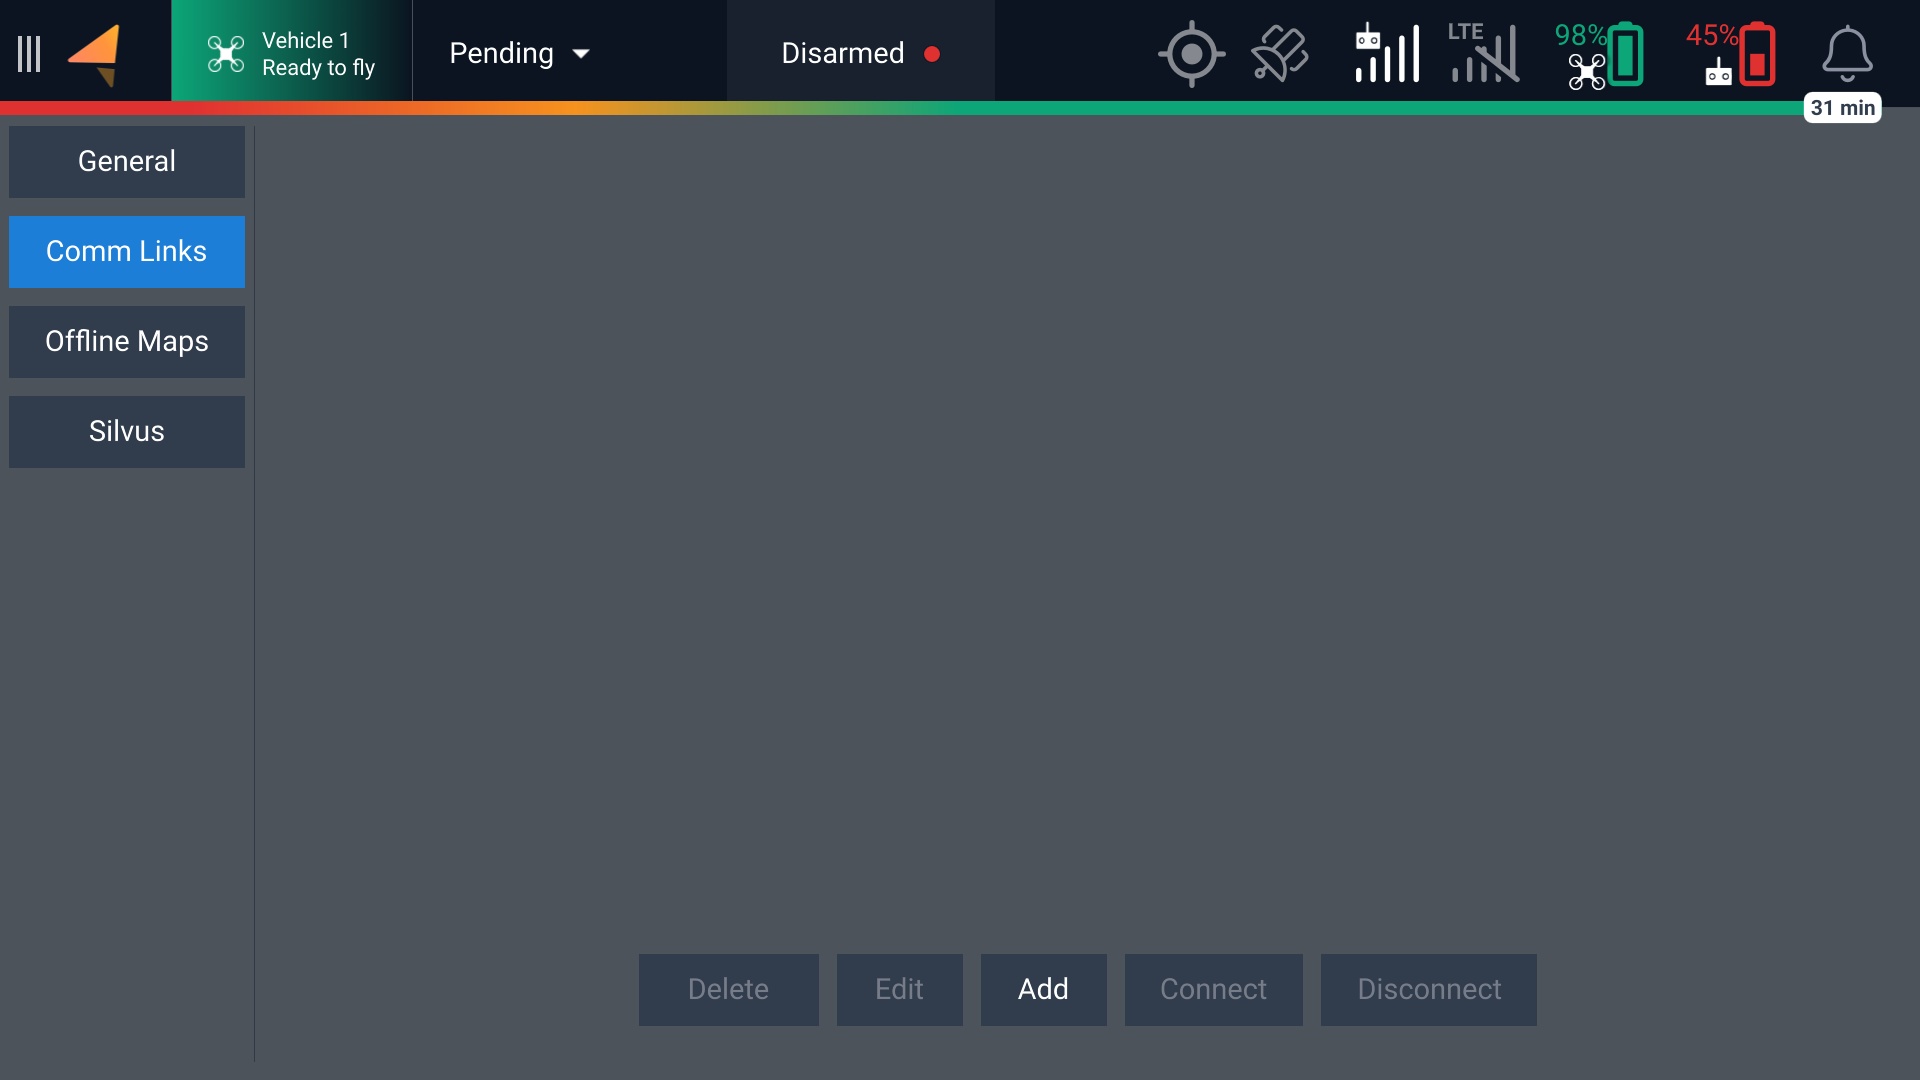 Vehicle 1
Ready to fly
Pending
Disarmed
LTE
98%
45%
31 min
General
Comm Links
Offline Maps
Silvus
Delete
Edit
Add
Connect
Disconnect